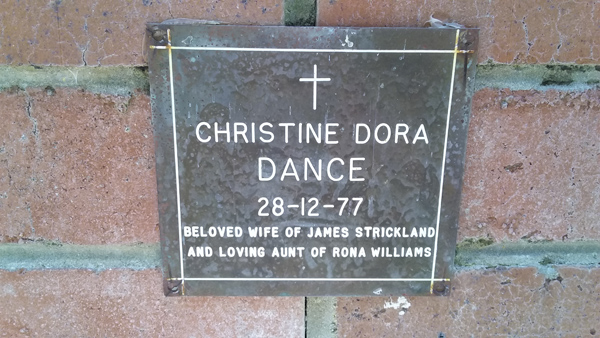 CHRISTINE DORA
DANCE
28-12-77
BELOVED WIFE OF JAMES STRICKLAND
AND LOVING AUNT OF RONA WILLIAMS